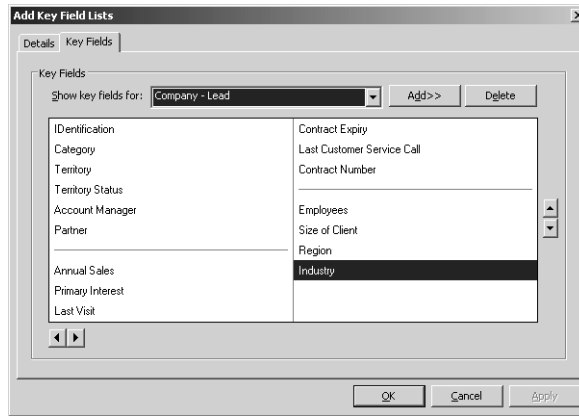 Add Key Field Lists
Details Key Fields
Key Fields
Show key fields for: Company - Lead Add>> Delete
IDentification
Category
Territory
Territory Status
Account Manager
Partner
Annual Sales
Primary Interest
Last Visit
Contract Expiry
Last Customer Service Call
Contract Number
Employees
Size of Client
Region
Industry
OK Cancel Apply